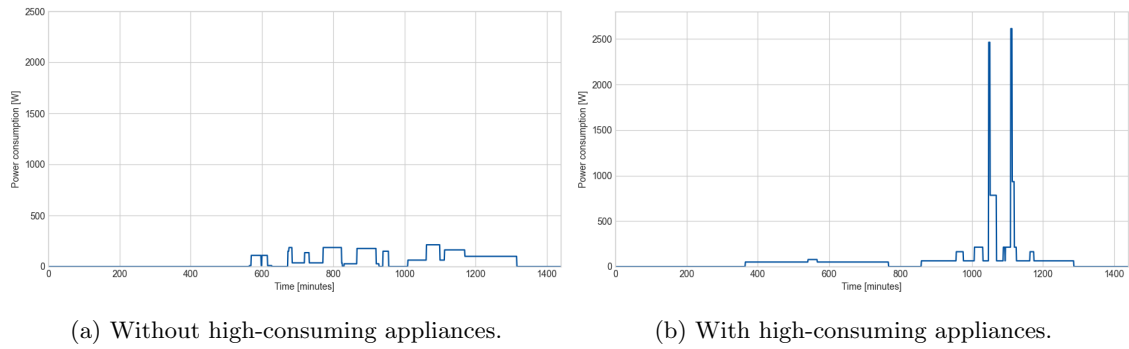 2500
2000
1500
1000
500
0
Power consumption [W]
0 200 400 600 800 1000 1200 1400
Time [minutes]
(a) Without high-consuming appliances.
2500
2000
1500
1000
500
0
Power consumption [W]
0 200 400 600 800 1000 1200 1400
Time [minutes]
(b) With high-consuming appliances.